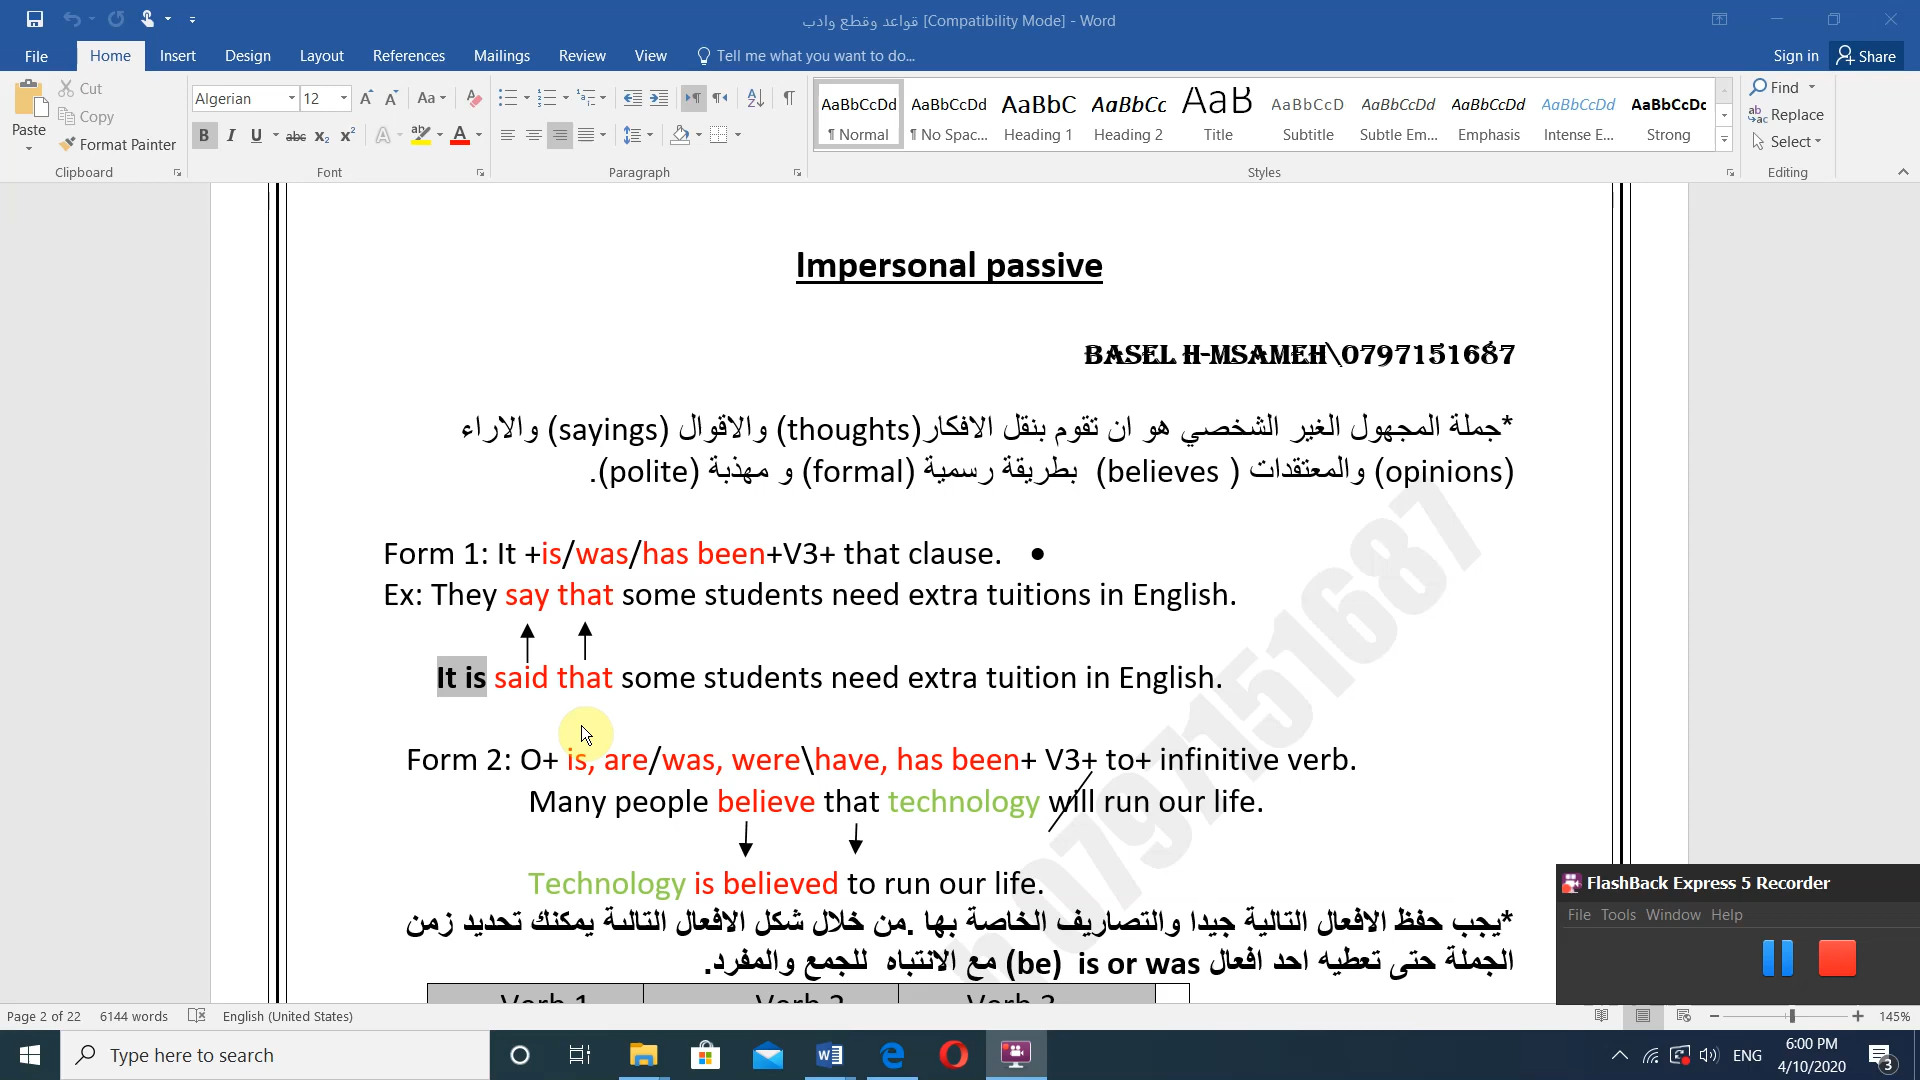 قواعد وقطع وادب [Compatibility Mode] - Word
File Home Insert Design Layout References Mailings Review View Tell me what you want to do... Sign in Share
Paste
Cut
Copy
Format Painter
Clipboard
Algerian 12
Font
Paragraph
AaBbCcDd AaBbCcDd AaBbC AaBbCc AaB AaBbCcD AaBbCcDd AaBbCcDd AaBbCcDd AaBbCcDc
¶ Normal ¶ No Spac... Heading 1 Heading 2 Title Subtitle Subtle Em... Emphasis Intense E... Strong
Styles
Find
Replace
Select
Editing
Impersonal passive
BASEL H-MSAMEH\0797151687
*جملة المجهول الغير الشخصي هو ان تقوم بنقل الافكار(thoughts) والاقوال (sayings) والاراء
(opinions) والمعتقدات ( believes) بطريقة رسمية (formal) و مهذبة (polite).
Form 1: It +is/was/has been+V3+ that clause. •
Ex: They say that some students need extra tuitions in English.
It is said that some students need extra tuition in English.
Form 2: O+ is, are/was, were\have, has been+ V3+ to+ infinitive verb.
Many people believe that technology will run our life.
Technology is believed to run our life.
*يجب حفظ الافعال التالية جيدا والتصاريف الخاصة بها .من خلال شكل الافعال التالىة يمكنك تحديد زمن
الجملة حتى تعطيه احد افعال (be) is or was مع الانتباه للجمع والمفرد.
Verb 1 Verb 2 Verb 3
h 0797151687
FlashBack Express 5 Recorder
File Tools Window Help
Page 2 of 22 6144 words English (United States) 145%
Type here to search
ENG
6:00 PM
4/10/2020
3